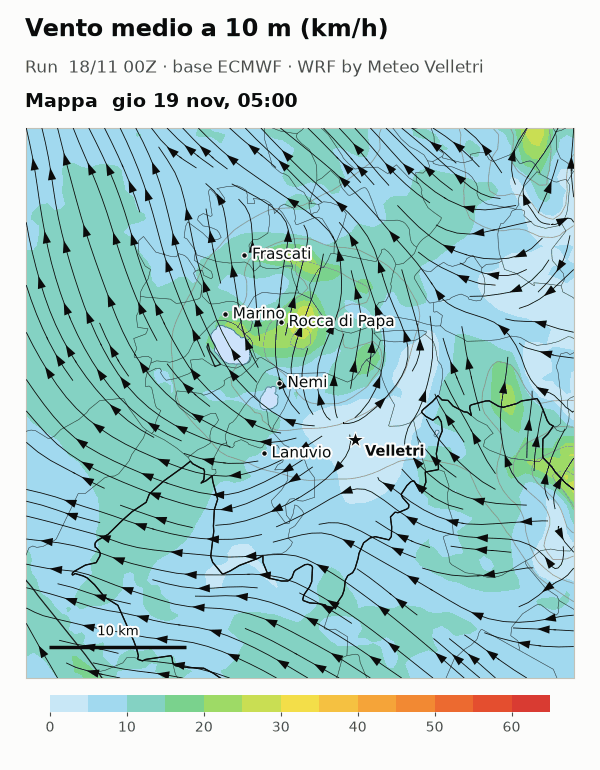 Vento medio a 10 m (km/h)
Run 18/11 00Z · base ECMWF · WRF by Meteo Velletri
Mappa gio 19 nov, 05:00
Frascati
Marino
Rocca di Papa
Nemi
Velletri
Lanuvio
10 km
0 10 20 30 40 50 60